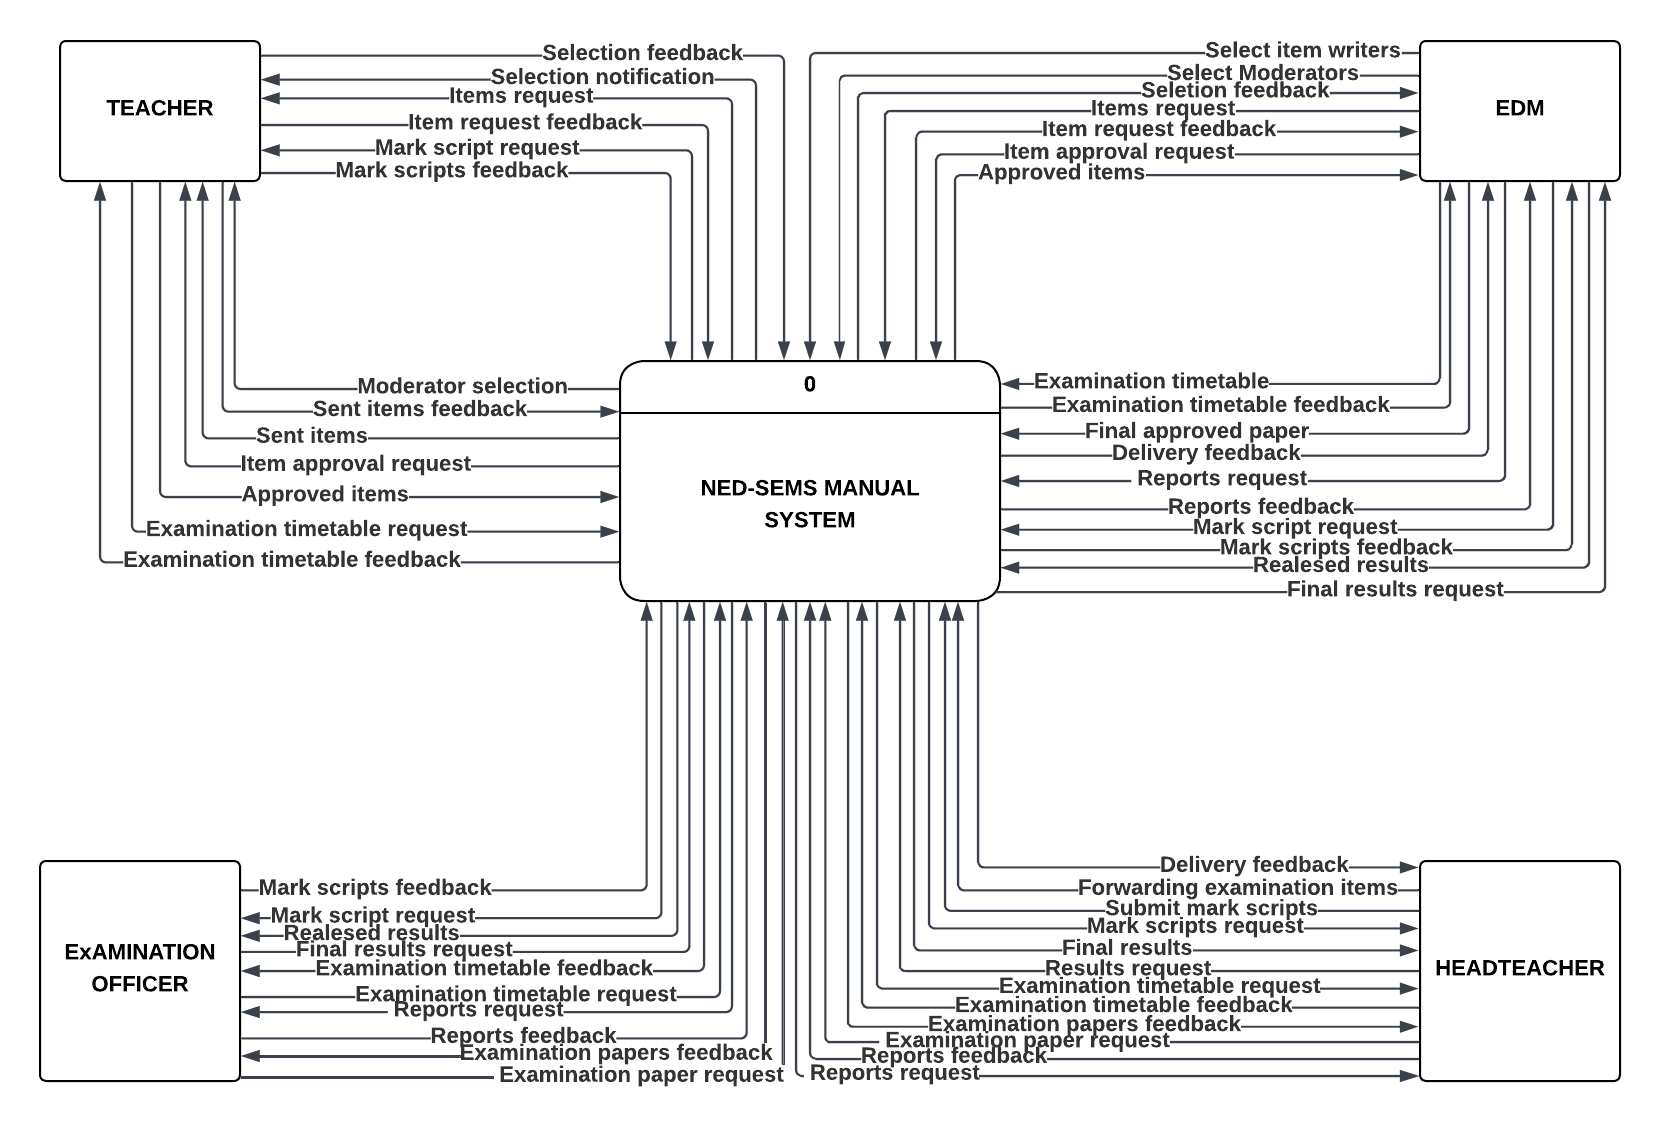 TEACHER
Selection feedback
Selection notification
Items request
Item request feedback
Mark script request
Mark scripts feedback
Select item writers
Select Moderators
Seletion feedback
Items request
Item request feedback
Item approval request
Approved items
EDM
Moderator selection
Sent items feedback
Sent items
Item approval request
Approved items
Examination timetable request
Examination timetable feedback
0
NED-SEMS MANUAL
SYSTEM
Examination timetable
Examination timetable feedback
Final approved paper
Delivery feedback
Reports request
Reports feedback
Mark script request
Mark scripts feedback
Realesed results
Final results request
ExAMINATION
OFFICER
Mark scripts feedback
Mark script request
Realesed results
Final results request
Examination timetable feedback
Examination timetable request
Reports request
Reports feedback
Examination papers feedback
Examination paper request
Delivery feedback
Forwarding examination items
Submit mark scripts
Mark scripts request
Final results
Results request
Examination timetable request
Examination timetable feedback
Examination papers feedback
Examination paper request
Reports feedback
Reports request
HEADTEACHER